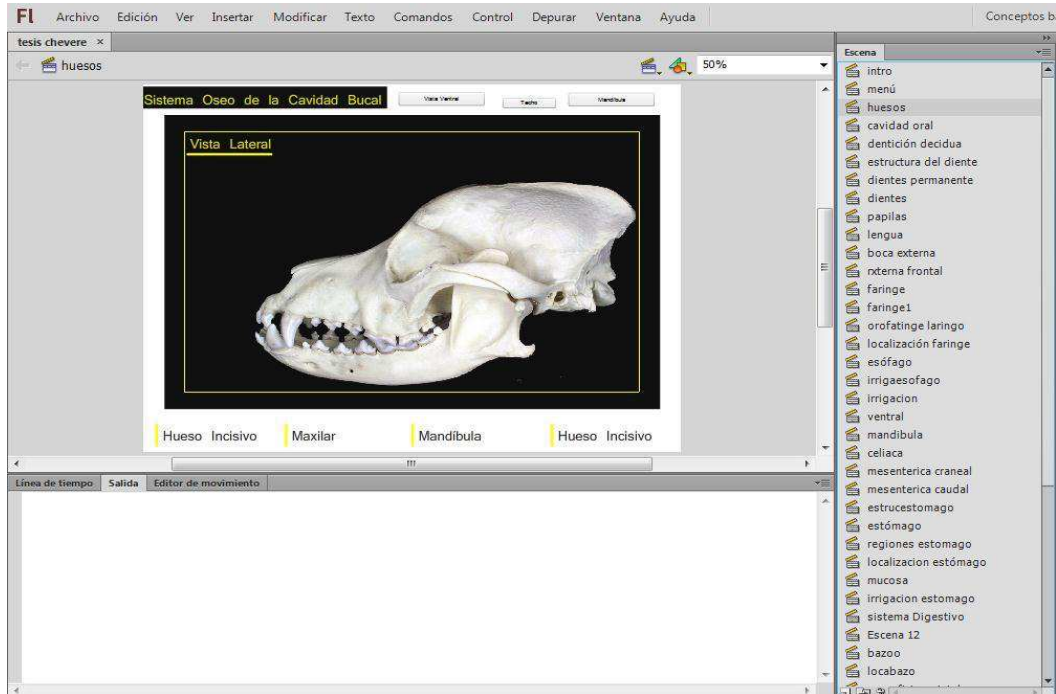 Fl Archivo Edición Ver Insertar Modificar Texto Comandos Control Depurar Ventana Ayuda Conceptos b
tesis chevere ×
huesos 50%
Sistema Oseo de la Cavidad Bucal Vista Ventral Techo Mandíbula
Vista Lateral
Hueso Incisivo Maxilar Mandíbula Hueso Incisivo
Línea de tiempo Salida Editor de movimiento
Escena
intro
menú
huesos
cavidad oral
dentición decidua
estructura del diente
dientes permanente
dientes
papilas
lengua
boca externa
rxterna frontal
faringe
faringe1
orofatinge laringo
localización faringe
esófago
irrigaesofago
irrigacion
ventral
mandibula
celiaca
mesenterica craneal
mesenterica caudal
estrucestomago
estómago
regiones estomago
localizacion estómago
mucosa
irrigacion estomago
sistema Digestivo
Escena 12
bazoo
locabazo